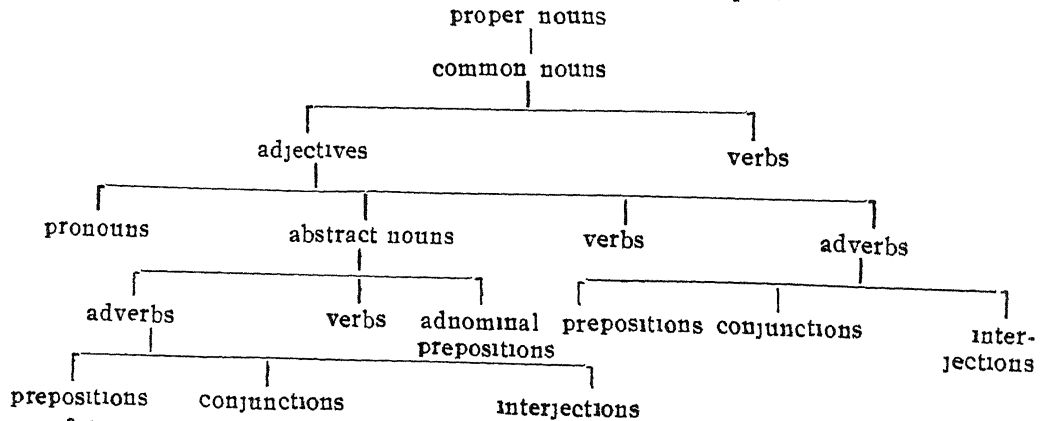 proper nouns
common nouns
adjectives verbs
pronouns abstract nouns verbs adverbs
adverbs verbs adnominal prepositions conjunctions inter-
prepositions jections
prepositions conjunctions interjections